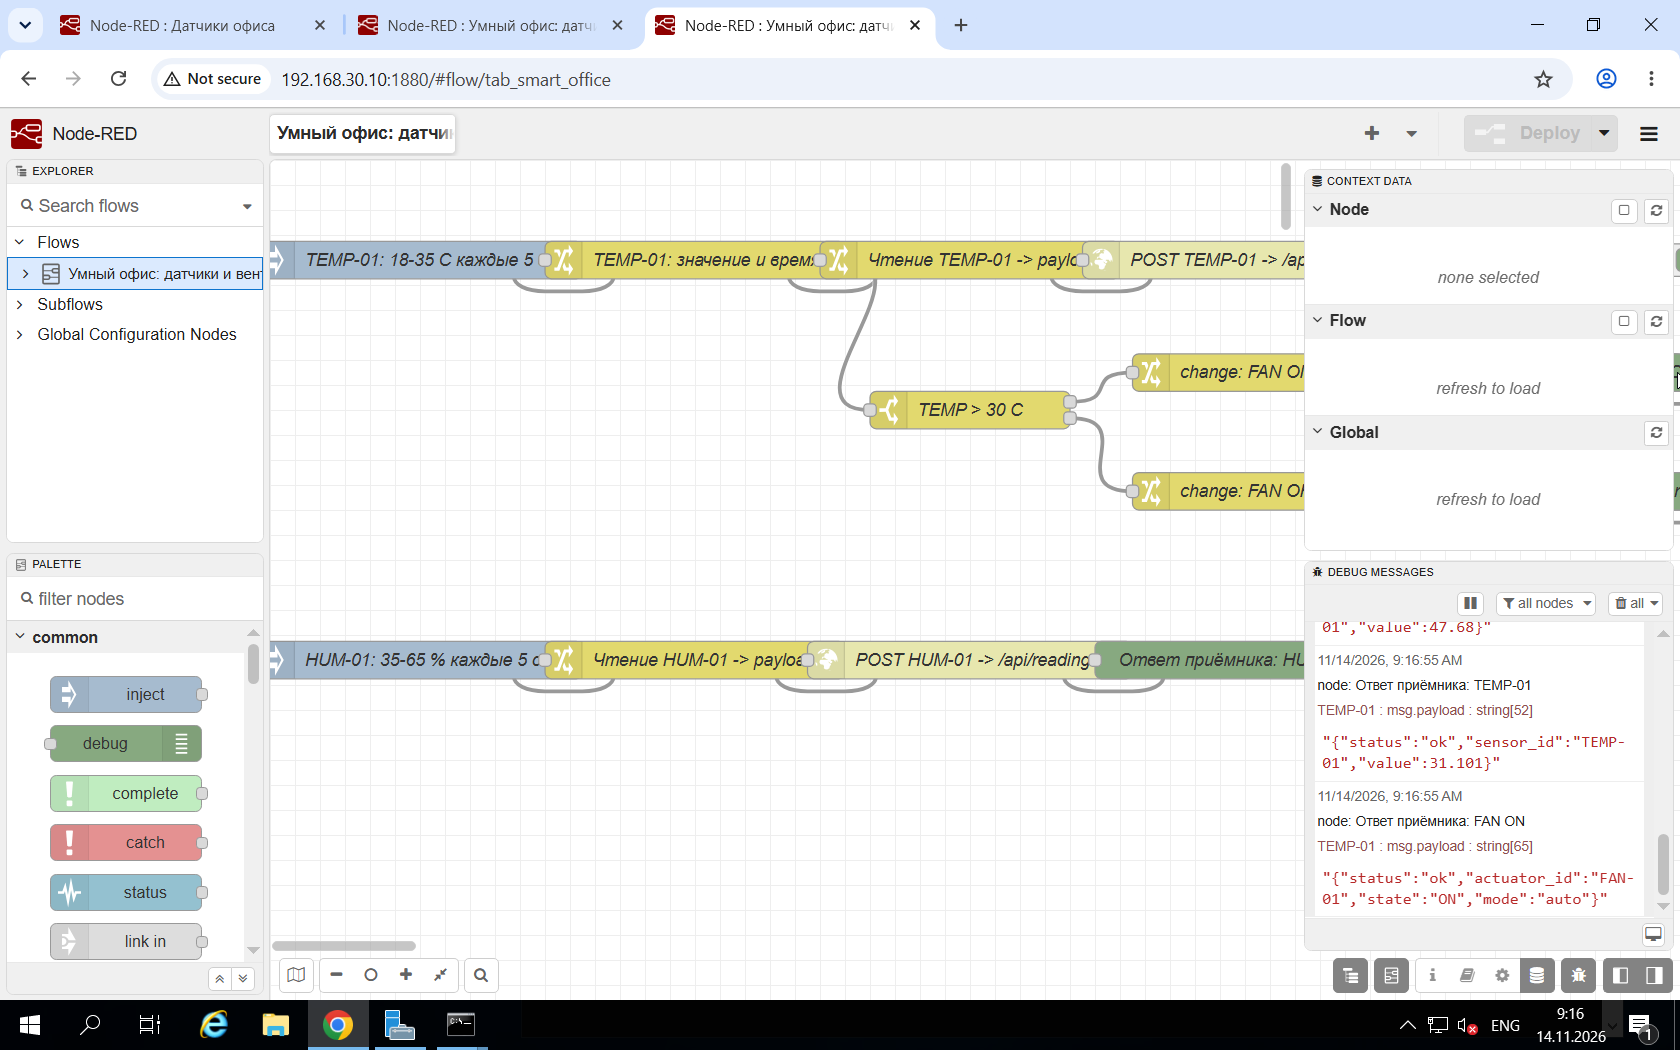 Node-RED : Датчики офиса
Node-RED : Умный офис: датч
Node-RED : Умный офис: датч
Not secure
192.168.30.10:1880/#flow/tab_smart_office
Node-RED
Умный офис: датчи
Deploy
EXPLORER
Search flows
Flows
Умный офис: датчики и вен
Subflows
Global Configuration Nodes
PALETTE
filter nodes
common
inject
debug
complete
catch
status
link in
TEMP-01: 18-35 C каждые 5
TEMP-01: значение и время
Чтение TEMP-01 -> paylo
POST TEMP-01 -> /ap
change: FAN O
TEMP > 30 C
change: FAN O
HUM-01: 35-65 % каждые 5 с
Чтение HUM-01 -> payloa
POST HUM-01 -> /api/reading
Ответ приёмника: HU
CONTEXT DATA
Node
none selected
Flow
refresh to load
Global
refresh to load
DEBUG MESSAGES
all nodes
all
01","value":47.68}"
11/14/2026, 9:16:55 AM
node: Ответ приёмника: TEMP-01
TEMP-01 : msg.payload : string[52]
"{"status":"ok","sensor_id":"TEMP-
01","value":31.101}"
11/14/2026, 9:16:55 AM
node: Ответ приёмника: FAN ON
TEMP-01 : msg.payload : string[65]
"{"status":"ok","actuator_id":"FAN-
01","state":"ON","mode":"auto"}"
ENG
9:16
14.11.2026
1